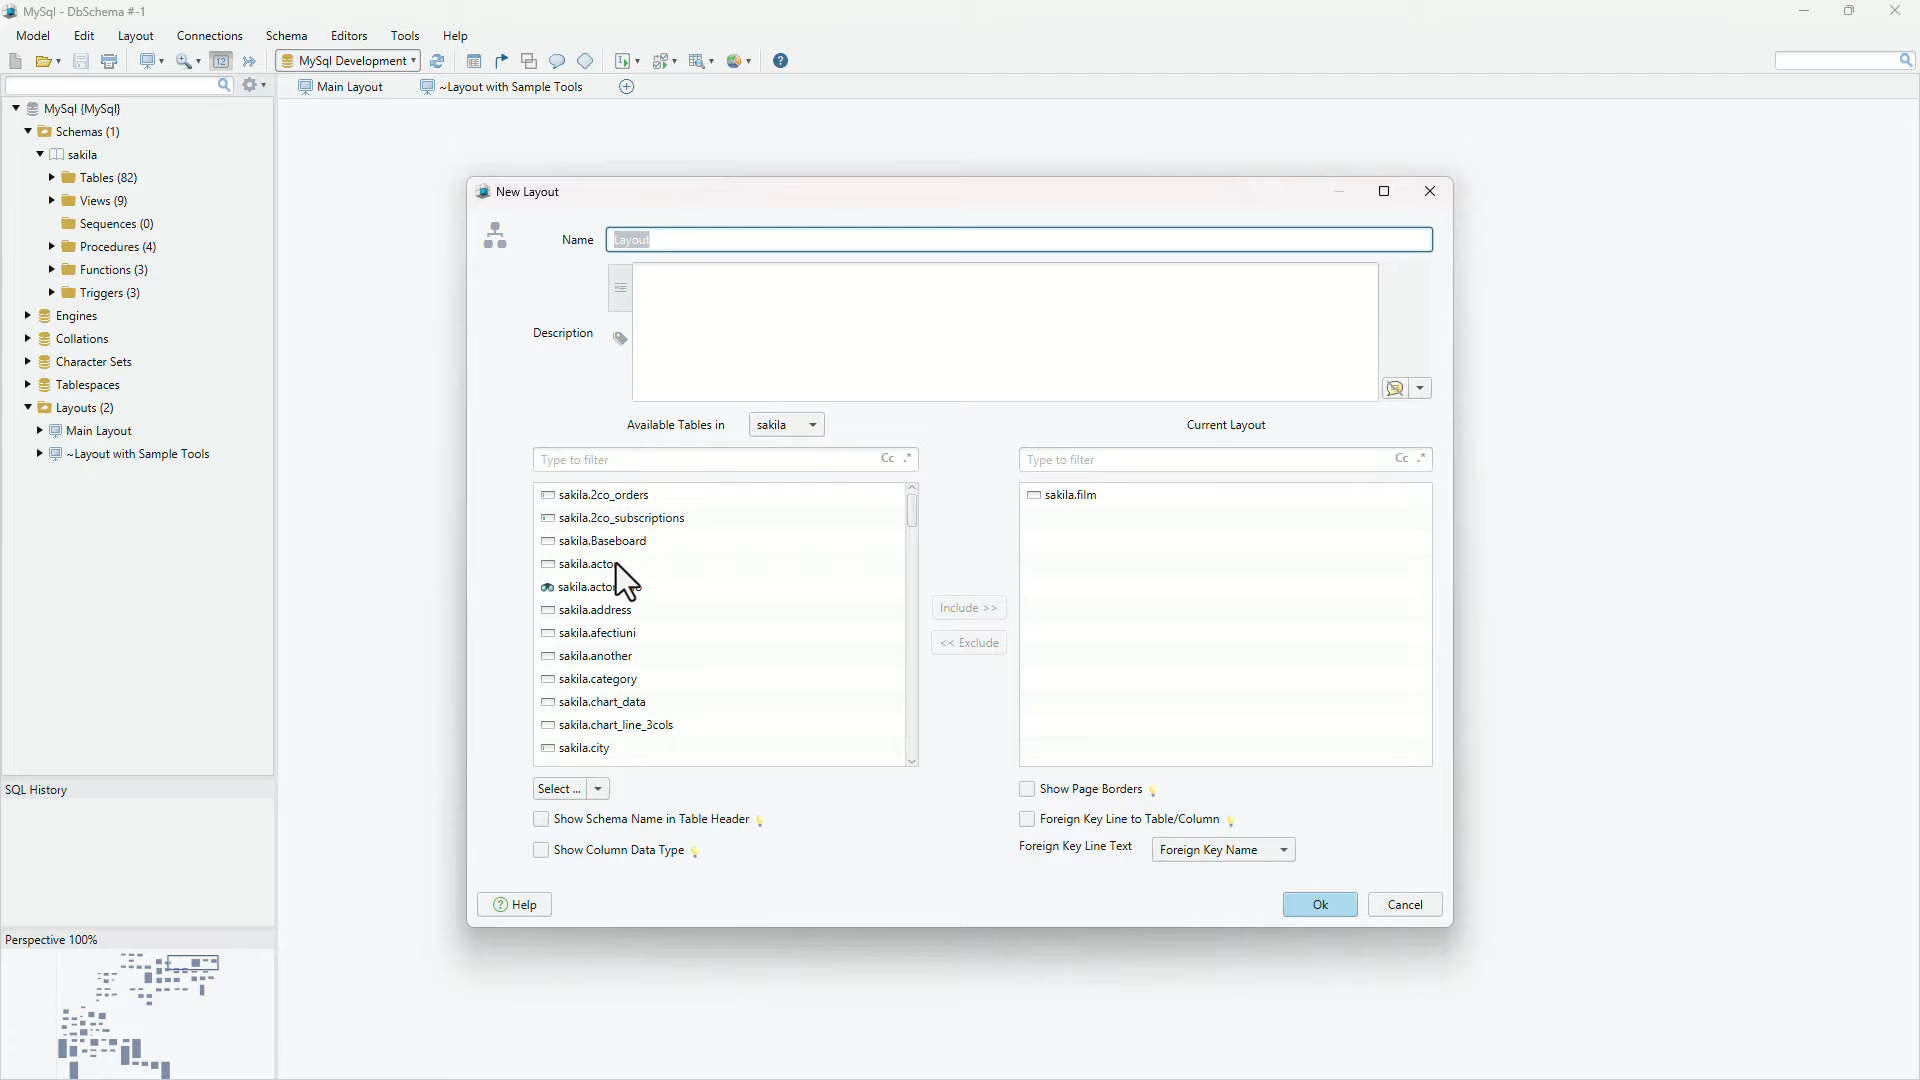 MySql - DbSchema #-1
Model Edit Layout Connections Schema Editors Tools Help
12 MySql Development
Main Layout ~Layout with Sample Tools
MySql {MySql}
Schemas (1)
sakila
Tables (82)
Views (9)
Sequences (0)
Procedures (4)
Functions (3)
Triggers (3)
Engines
Collations
Character Sets
Tablespaces
Layouts (2)
Main Layout
~Layout with Sample Tools
SQL History
Perspective 100%
New Layout
Name Layout
Description
Available Tables in sakila
Current Layout
Type to filter Cc .*
Type to filter Cc .*
sakila.2co_orders
sakila.2co_subscriptions
sakila.Baseboard
sakila.acto
sakila.acto
sakila.address
sakila.afectiuni
sakila.another
sakila.category
sakila.chart_data
sakila.chart_line_3cols
sakila.city
Include >>
<< Exclude
sakila.film
Select ...
Show Schema Name in Table Header
Show Column Data Type
Show Page Borders
Foreign Key Line to Table/Column
Foreign Key Line Text Foreign Key Name
Help
Ok
Cancel